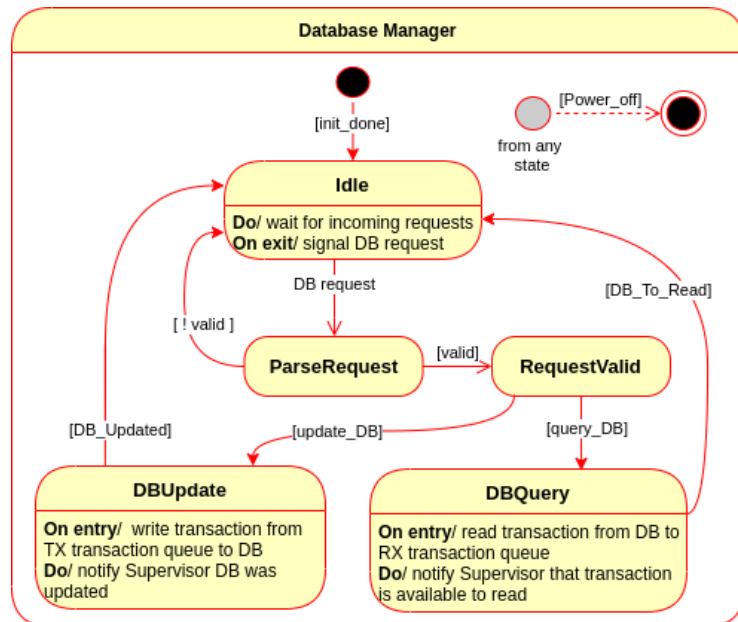 Database Manager
[init_done]
[Power_off]
from any
state
Idle
Do/ wait for incoming requests
On exit/ signal DB request
DB request
[DB_To_Read]
[ ! valid ]
ParseRequest
[valid]
RequestValid
[DB_Updated]
[update_DB]
[query_DB]
DBUpdate
On entry/  write transaction from
TX transaction queue to DB
Do/ notify Supervisor DB was
updated
DBQuery
On entry/ read transaction from DB to
RX transaction queue
Do/ notify Supervisor that transaction
is available to read